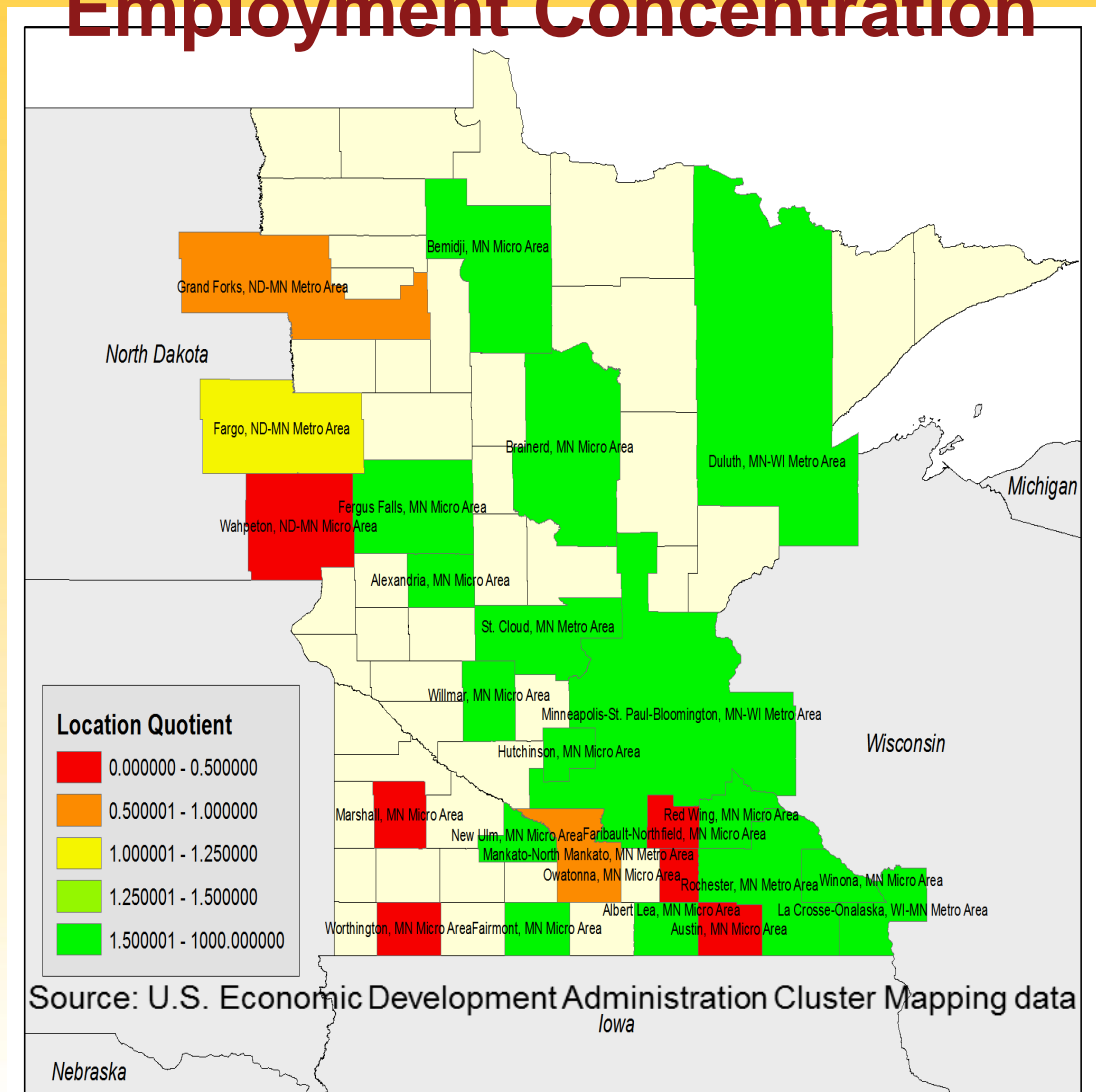 Employment Concentration
Bemidji, MN Micro Area
Grand Forks, ND-MN Metro Area
North Dakota
Fargo, ND-MN Metro Area
Brainerd, MN Micro Area
Duluth, MN-WI Metro Area
Michigan
Fergus Falls, MN Micro Area
Wahpeton, ND-MN Micro Area
Alexandria, MN Micro Area
St. Cloud, MN Metro Area
Willmar, MN Micro Area
Minneapolis-St. Paul-Bloomington, MN-WI Metro Area
Wisconsin
Hutchinson, MN Micro Area
Location Quotient
0.000000 - 0.500000
0.500001 - 1.000000
1.000001 - 1.250000
1.250001 - 1.500000
1.500001 - 1000.000000
Marshall, MN Micro Area
Red Wing, MN Micro Area
New Ulm, MN Micro Area
Faribault-Northfield, MN Micro Area
Mankato-North Mankato, MN Metro Area
Owatonna, MN Micro Area
Rochester, MN Metro Area
Winona, MN Micro Area
Albert Lea, MN Micro Area
La Crosse-Onalaska, WI-MN Metro Area
Worthington, MN Micro Area
Fairmont, MN Micro Area
Austin, MN Micro Area
Source: U.S. Economic Development Administration Cluster Mapping data
Iowa
Nebraska